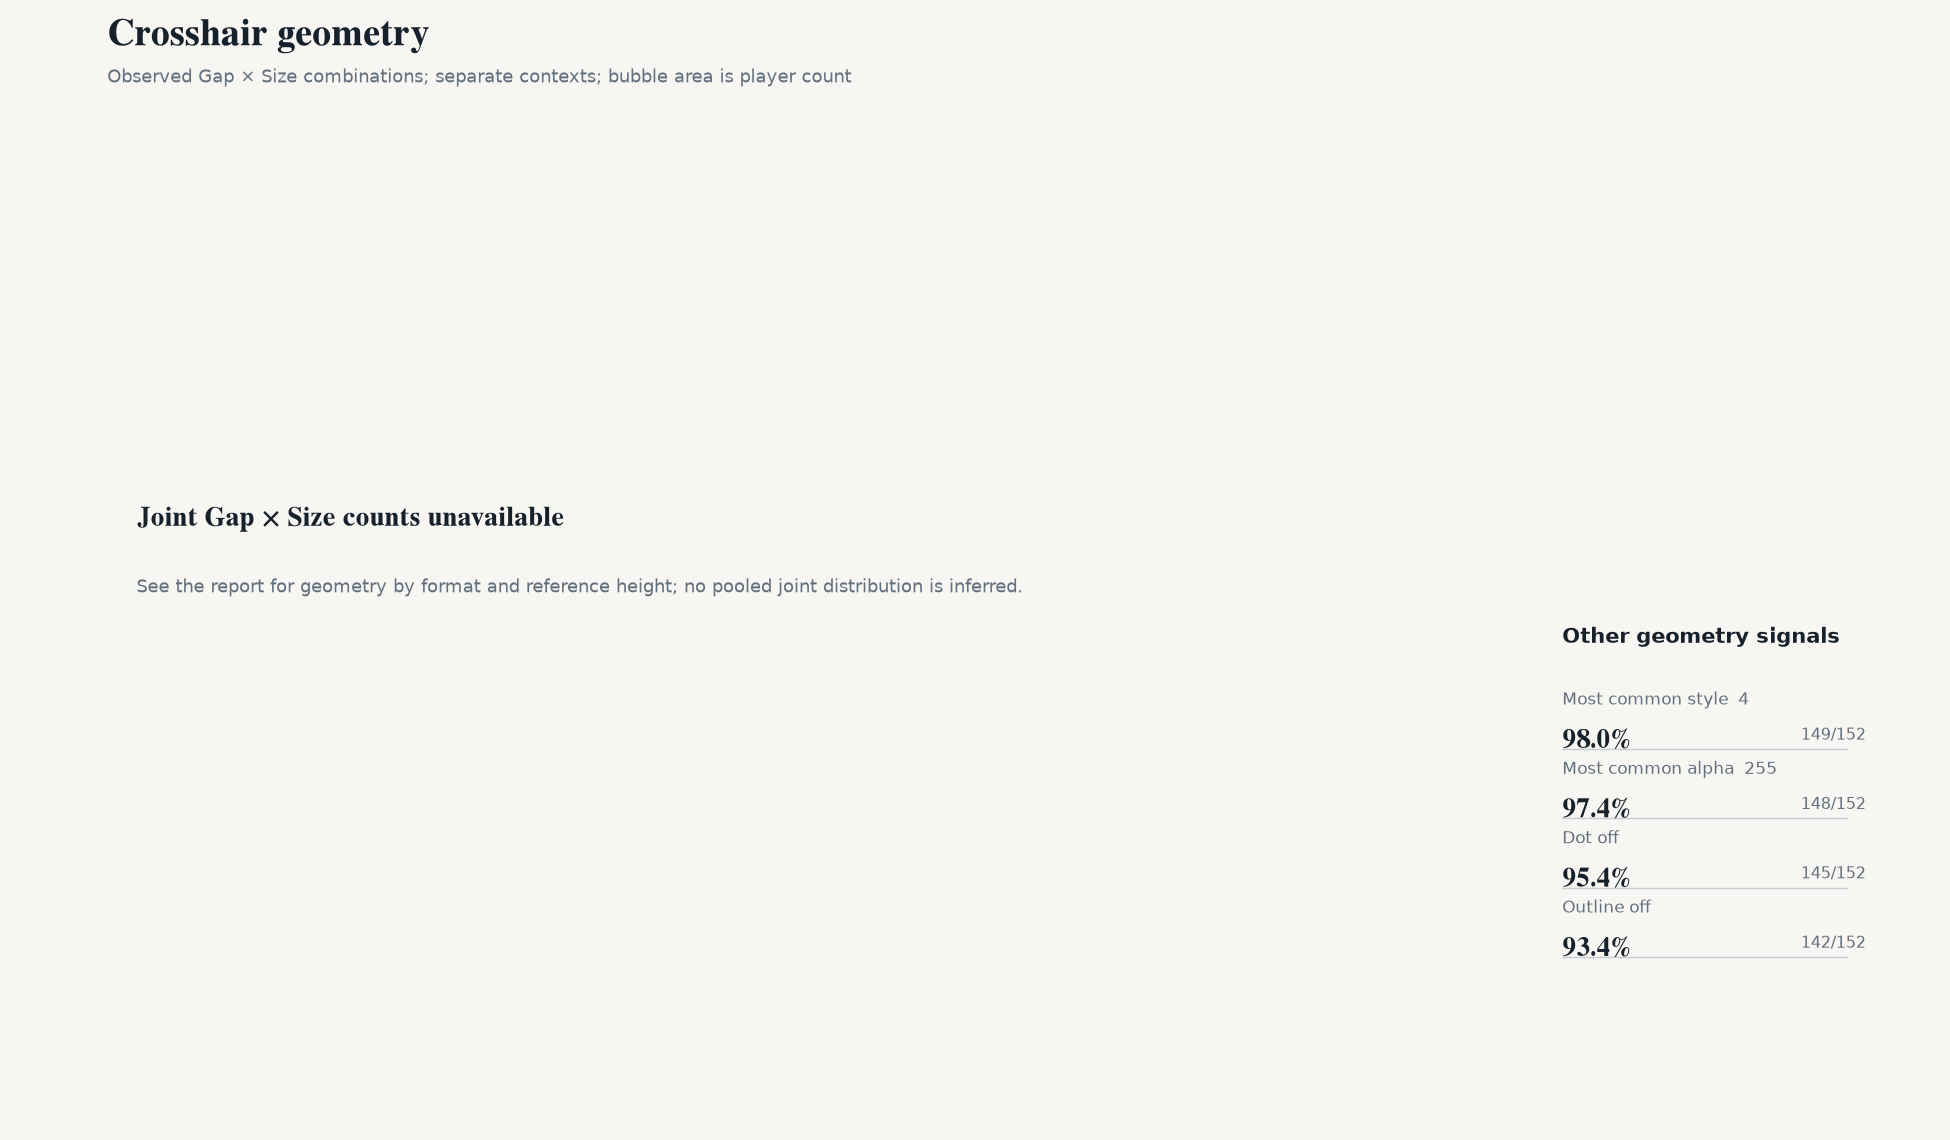 Crosshair geometry
Observed Gap × Size combinations; separate contexts; bubble area is player count
Joint Gap × Size counts unavailable
See the report for geometry by format and reference height; no pooled joint distribution is inferred.
Other geometry signals
Most common style 4
98.0% 149/152
Most common alpha 255
97.4% 148/152
Dot off
95.4% 145/152
Outline off
93.4% 142/152